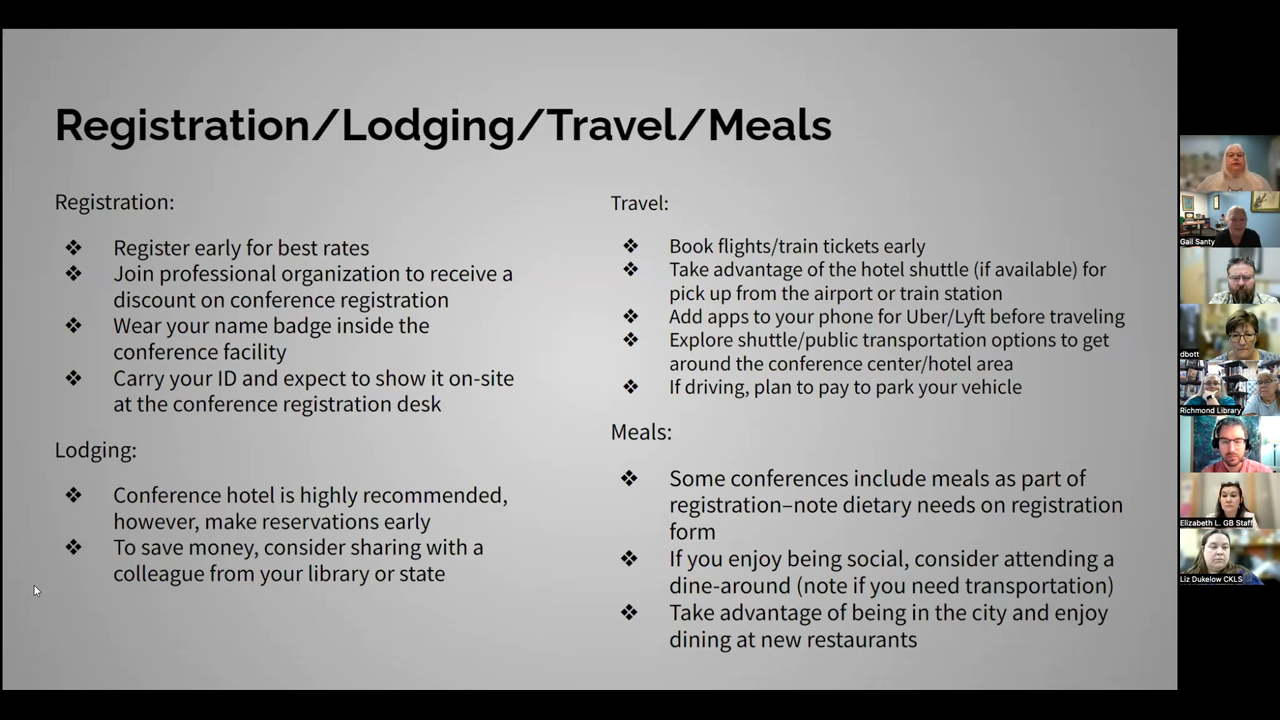 Registration/Lodging/Travel/Meals
Registration:
❖ Register early for best rates
❖ Join professional organization to receive a
discount on conference registration
❖ Wear your name badge inside the
conference facility
❖ Carry your ID and expect to show it on-site
at the conference registration desk
Lodging:
❖ Conference hotel is highly recommended,
however, make reservations early
❖ To save money, consider sharing with a
colleague from your library or state
Travel:
❖ Book flights/train tickets early
❖ Take advantage of the hotel shuttle (if available) for
pick up from the airport or train station
❖ Add apps to your phone for Uber/Lyft before traveling
❖ Explore shuttle/public transportation options to get
around the conference center/hotel area
❖ If driving, plan to pay to park your vehicle
Meals:
❖ Some conferences include meals as part of
registration–note dietary needs on registration
form
❖ If you enjoy being social, consider attending a
dine-around (note if you need transportation)
❖ Take advantage of being in the city and enjoy
dining at new restaurants
Gail Santy
dbott
Richmond Library
Elizabeth L. GB Staff
Liz Dukelow CKLS